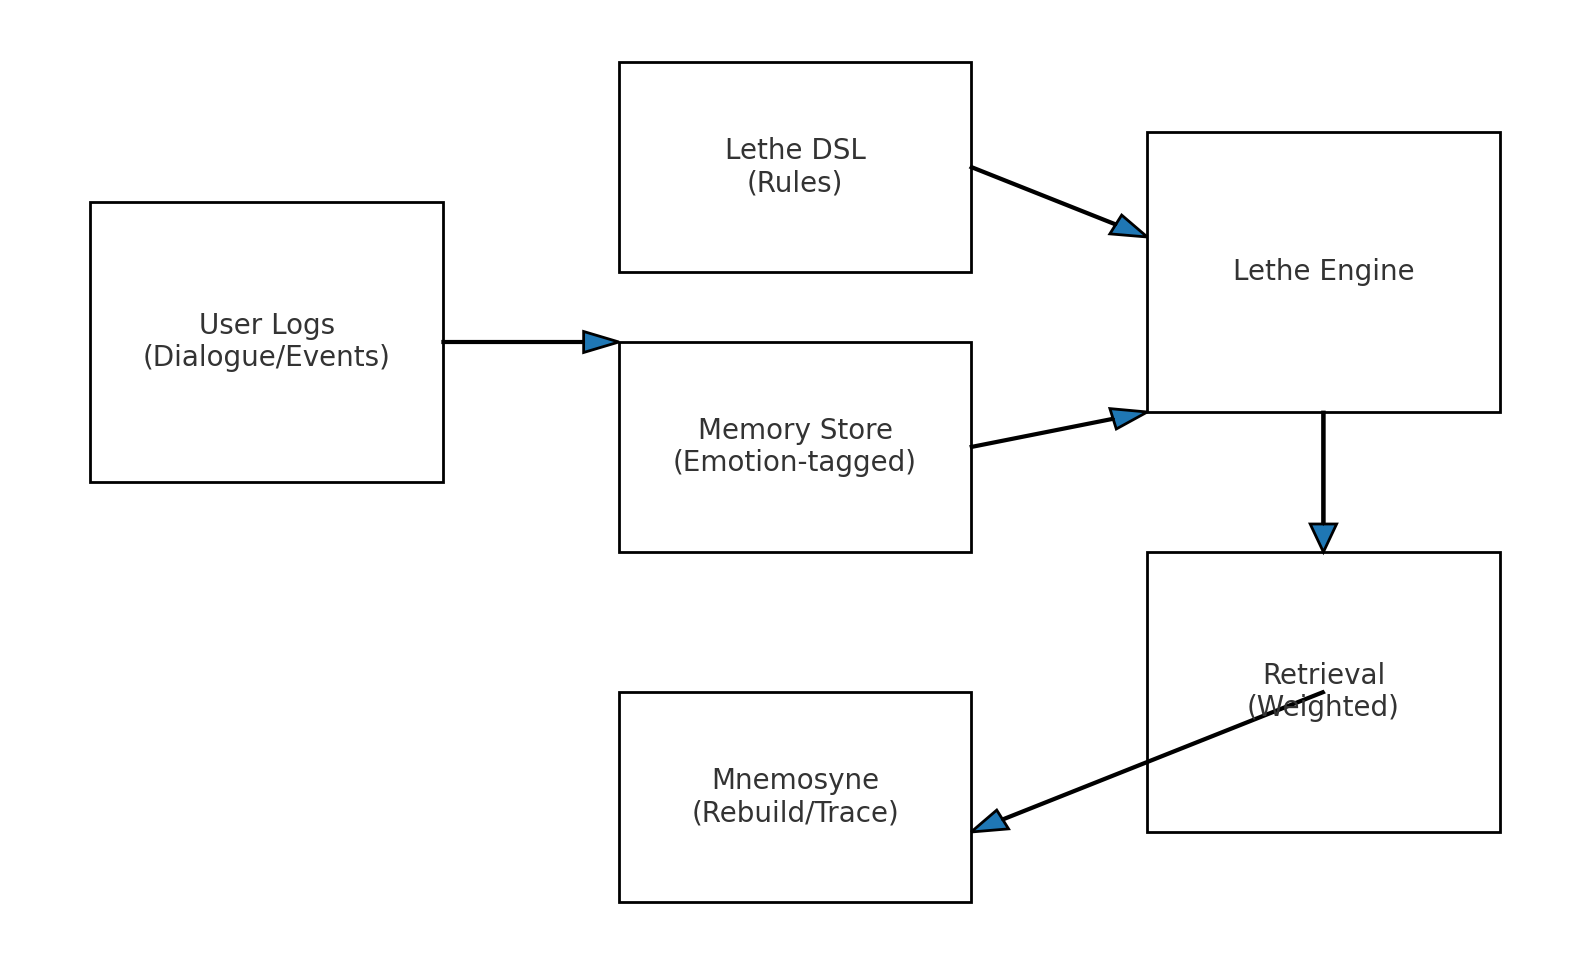 Lethe DSL
(Rules)
Lethe Engine
User Logs
(Dialogue/Events)
Memory Store
(Emotion-tagged)
Retrieval
(Weighted)
Mnemosyne
(Rebuild/Trace)